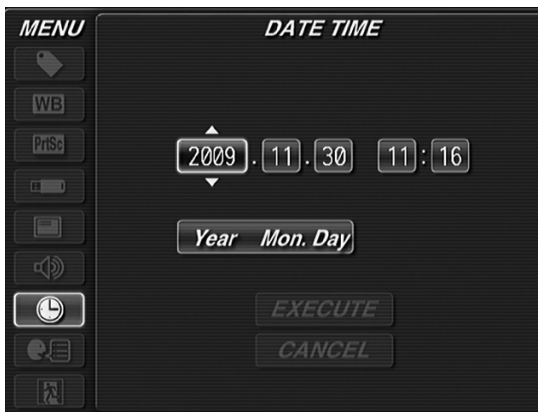 MENU
DATE TIME
WB
PrtSc
2009.11.30 11:16
Year Mon. Day
EXECUTE
CANCEL